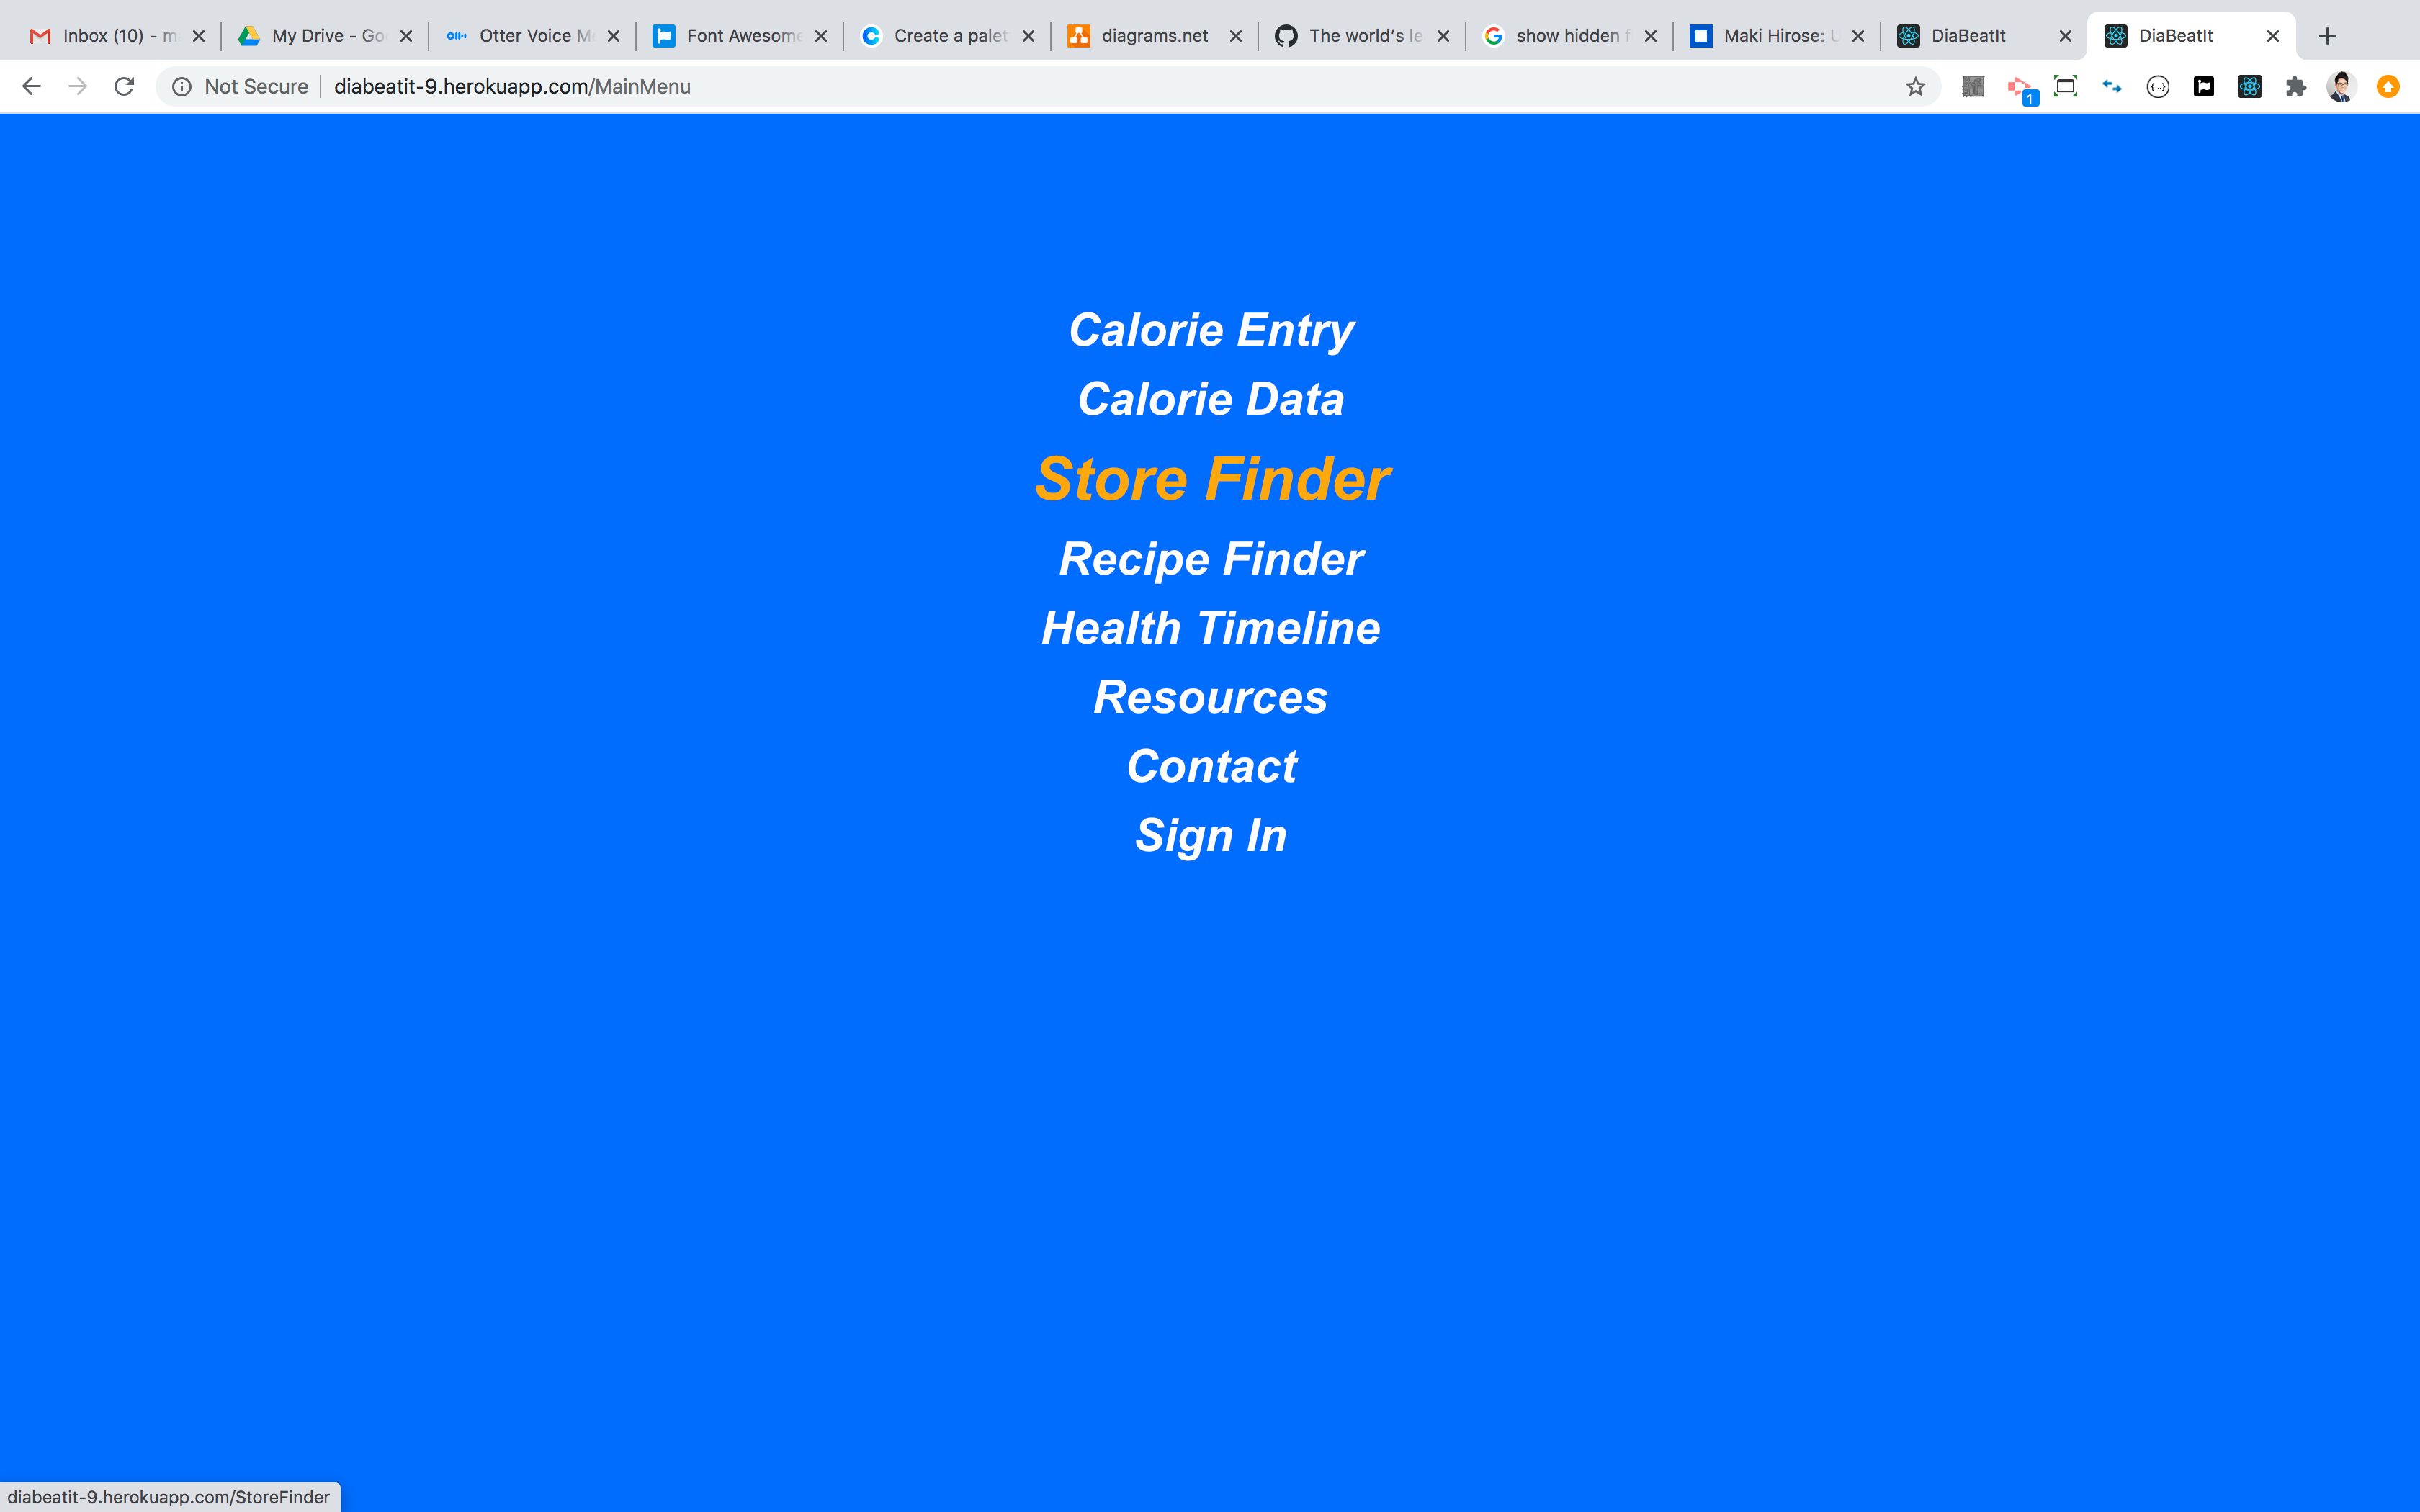 Inbox (10) - m
My Drive - Go
Otter Voice M
Font Awesome
Create a palet
diagrams.net
The world's le
show hidden f
Maki Hirose: U
DiaBeatIt
DiaBeatIt
Not Secure
diabeatit-9.herokuapp.com/MainMenu
1
Calorie Entry
Calorie Data
Store Finder
Recipe Finder
Health Timeline
Resources
Contact
Sign In
diabeatit-9.herokuapp.com/StoreFinder